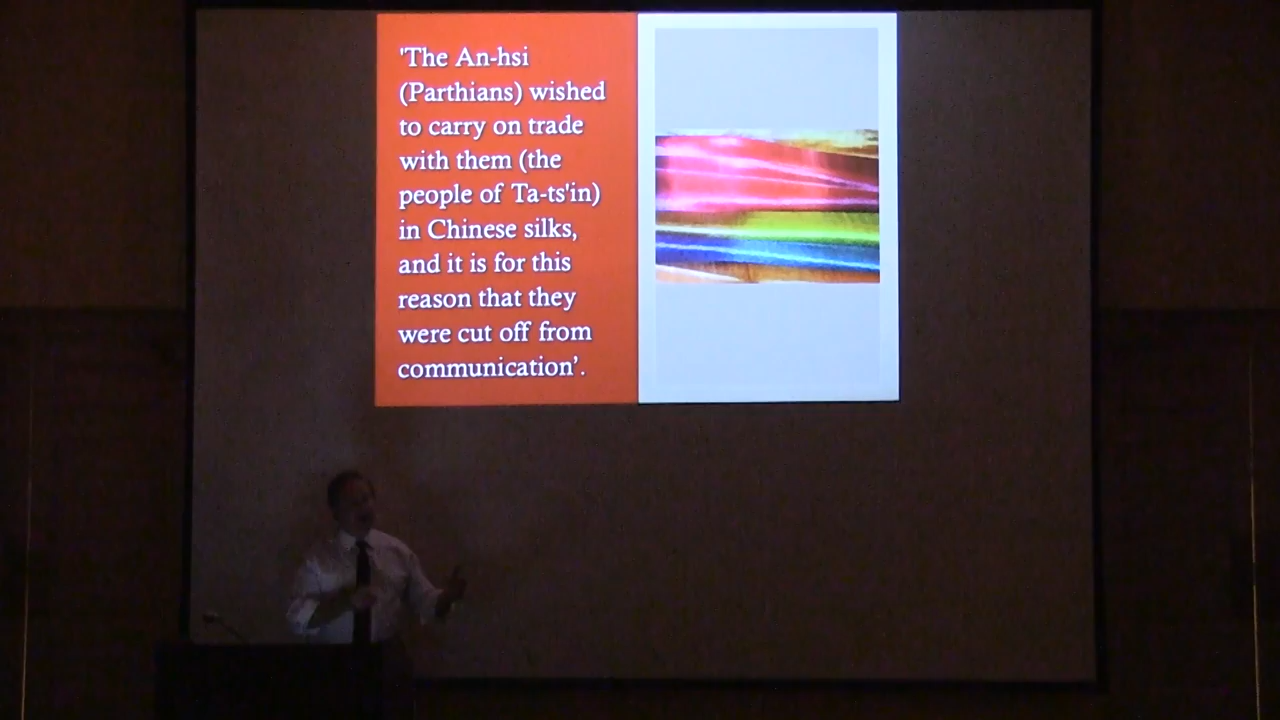 'The An-hsi
(Parthians) wished
to carry on trade
with them (the
people of Ta-ts'in)
in Chinese silks,
and it is for this
reason that they
were cut off from
communication’.